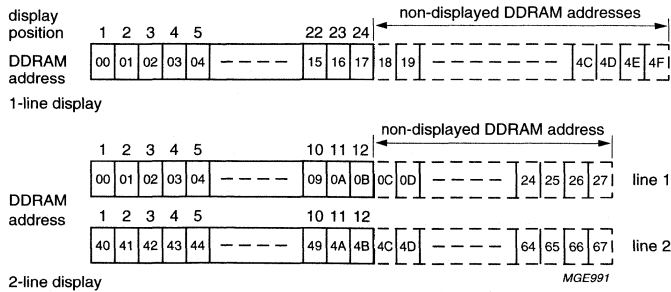 display position
non-displayed DDRAM addresses
1 2 3 4 5 22 23 24
DDRAM address
00 01 02 03 04 15 16 17 18 19 4C 4D 4E 4F
1-line display
non-displayed DDRAM address
1 2 3 4 5 10 11 12
00 01 02 03 04 09 0A 0B 0C 0D 24 25 26 27 line 1
DDRAM address
1 2 3 4 5 10 11 12
40 41 42 43 44 49 4A 4B 4C 4D 64 65 66 67 line 2
2-line display
MGE991